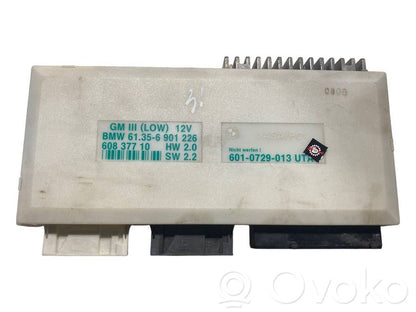 GM III (LOW) 12V
BMW 61.35-6 901 226
608 377 10 HW 2.0
SW 2.2
Nicht werfen !
601-0729-013 UTA
0800
Ovoko